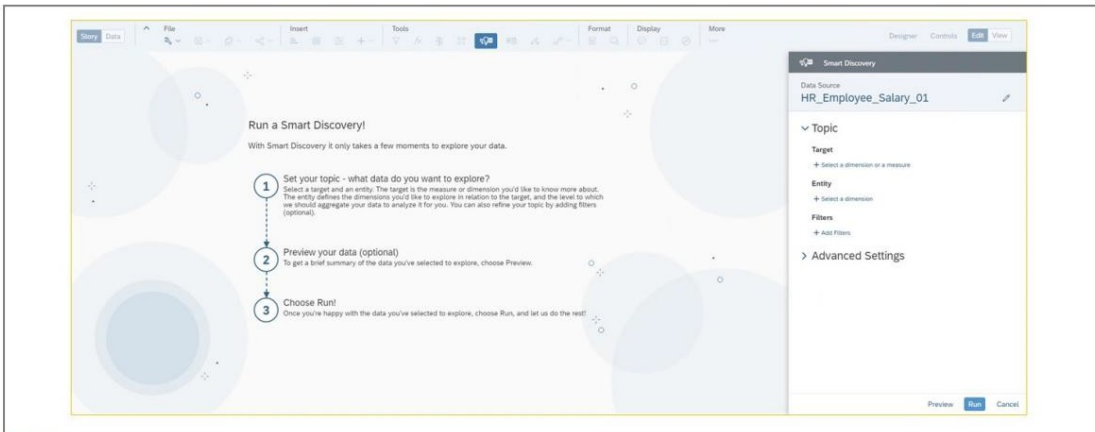 Story Data
File
Insert
Tools
Format
Display
More
Designer Controls Edit View
Run a Smart Discovery!
With Smart Discovery it only takes a few moments to explore your data.
1
Set your topic - what data do you want to explore?
Select a target and an entity. The target is the measure or dimension you'd like to know more about.
The entity defines the dimensions you'd like to explore in relation to the target, and the level to which
we should aggregate your data to analyze it for you. You can also refine your topic by adding filters
(optional).
2
Preview your data (optional)
To get a brief summary of the data you've selected to explore, choose Preview.
3
Choose Run!
Once you're happy with the data you've selected to explore, choose Run, and let us do the rest!
Smart Discovery
Data Source
HR_Employee_Salary_01
Topic
Target
+ Select a dimension or a measure
Entity
+ Select a dimension
Filters
+ Add Filters
Advanced Settings
Preview Run Cancel